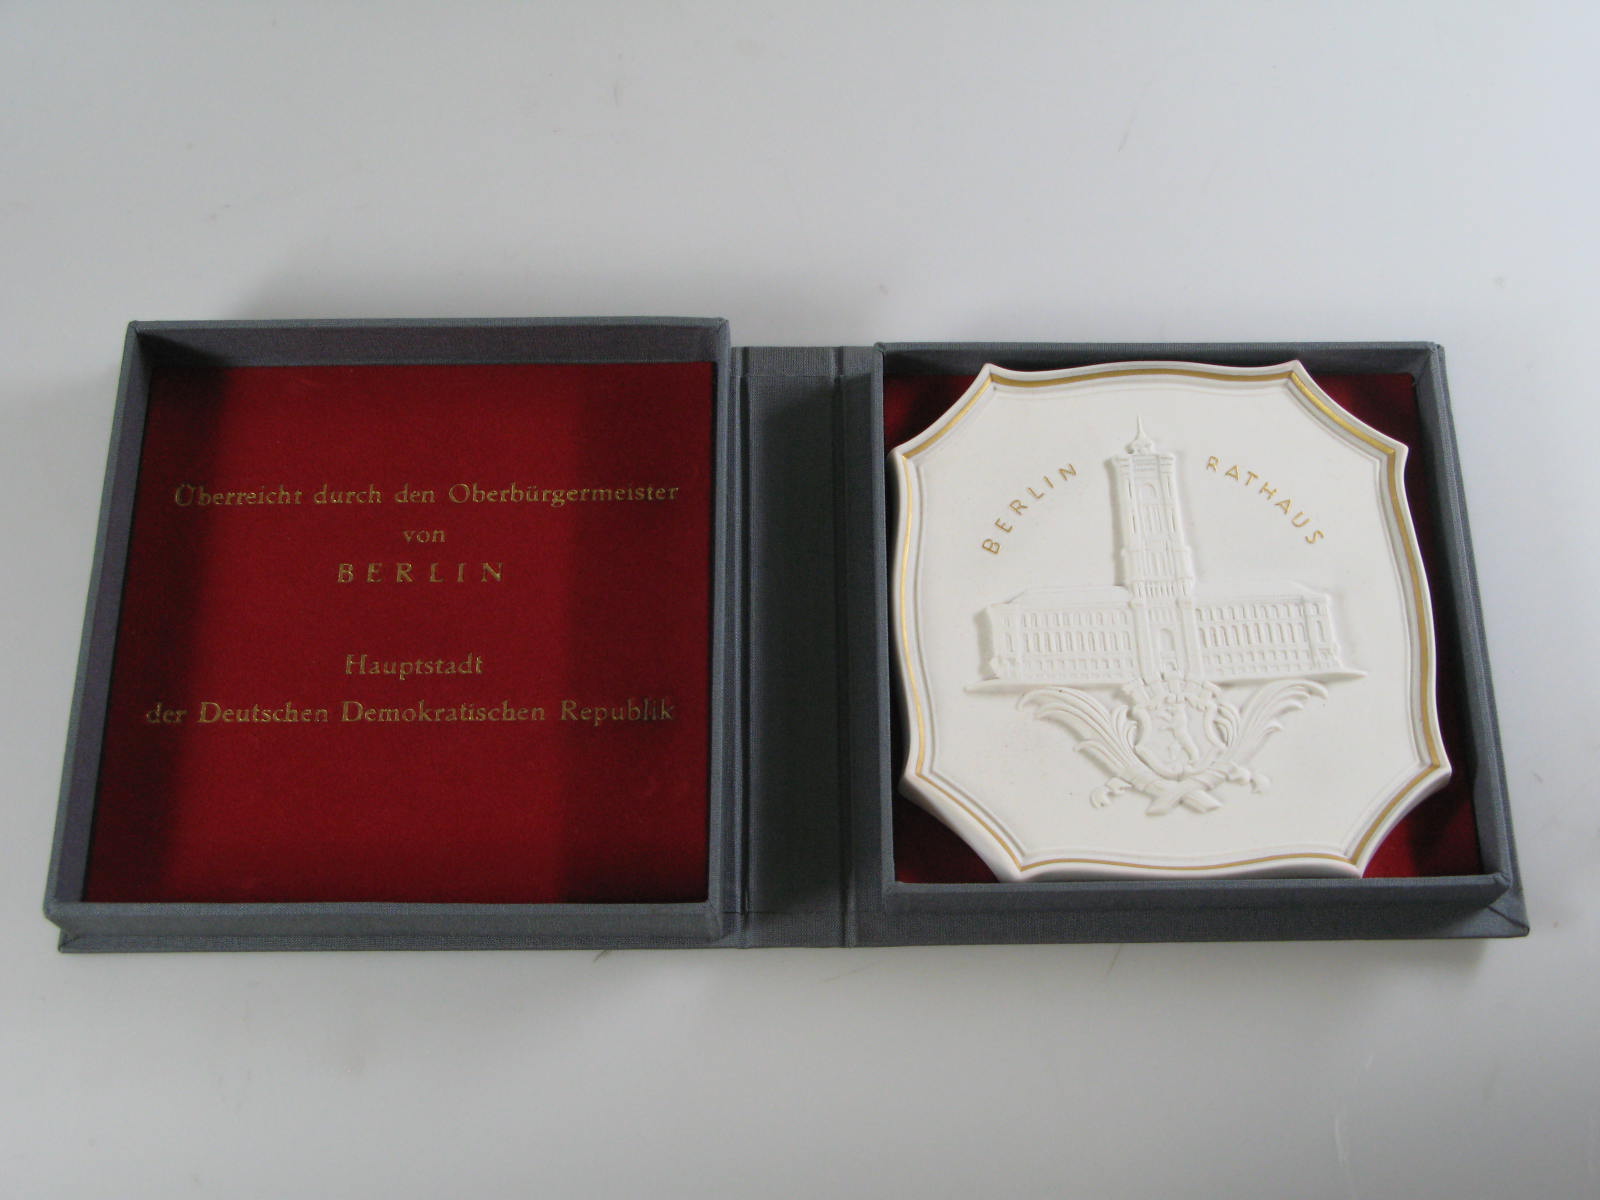 Überreicht durch den Oberbürgermeister
von
BERLIN
Hauptstadt
der Deutschen Demokratischen Republik
BERLIN RATHAUS